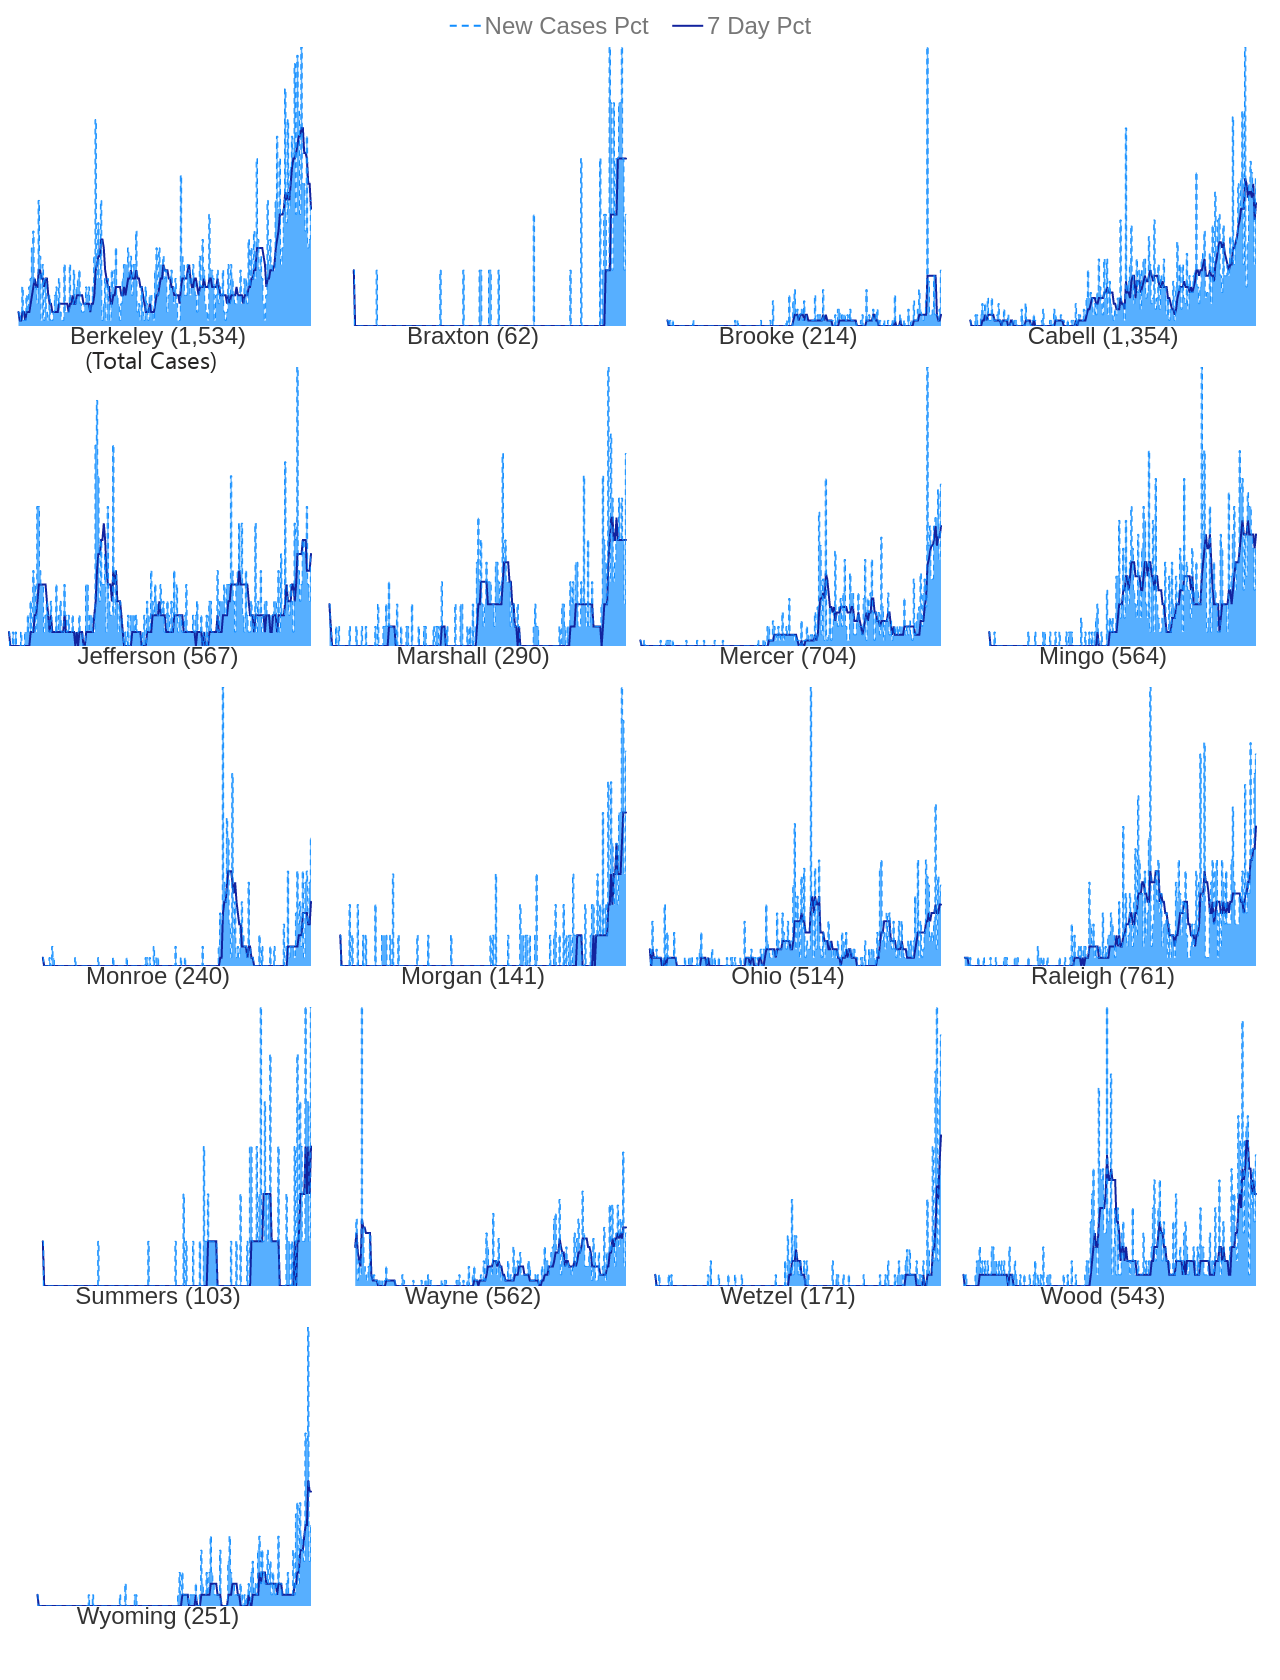 New Cases Pct 7 Day Pct
Berkeley (1,534) Braxton (62) Brooke (214) Cabell (1,354)
(Total Cases)
Jefferson (567) Marshall (290) Mercer (704) Mingo (564)
Monroe (240) Morgan (141) Ohio (514) Raleigh (761)
Summers (103) Wayne (562) Wetzel (171) Wood (543)
Wyoming (251)